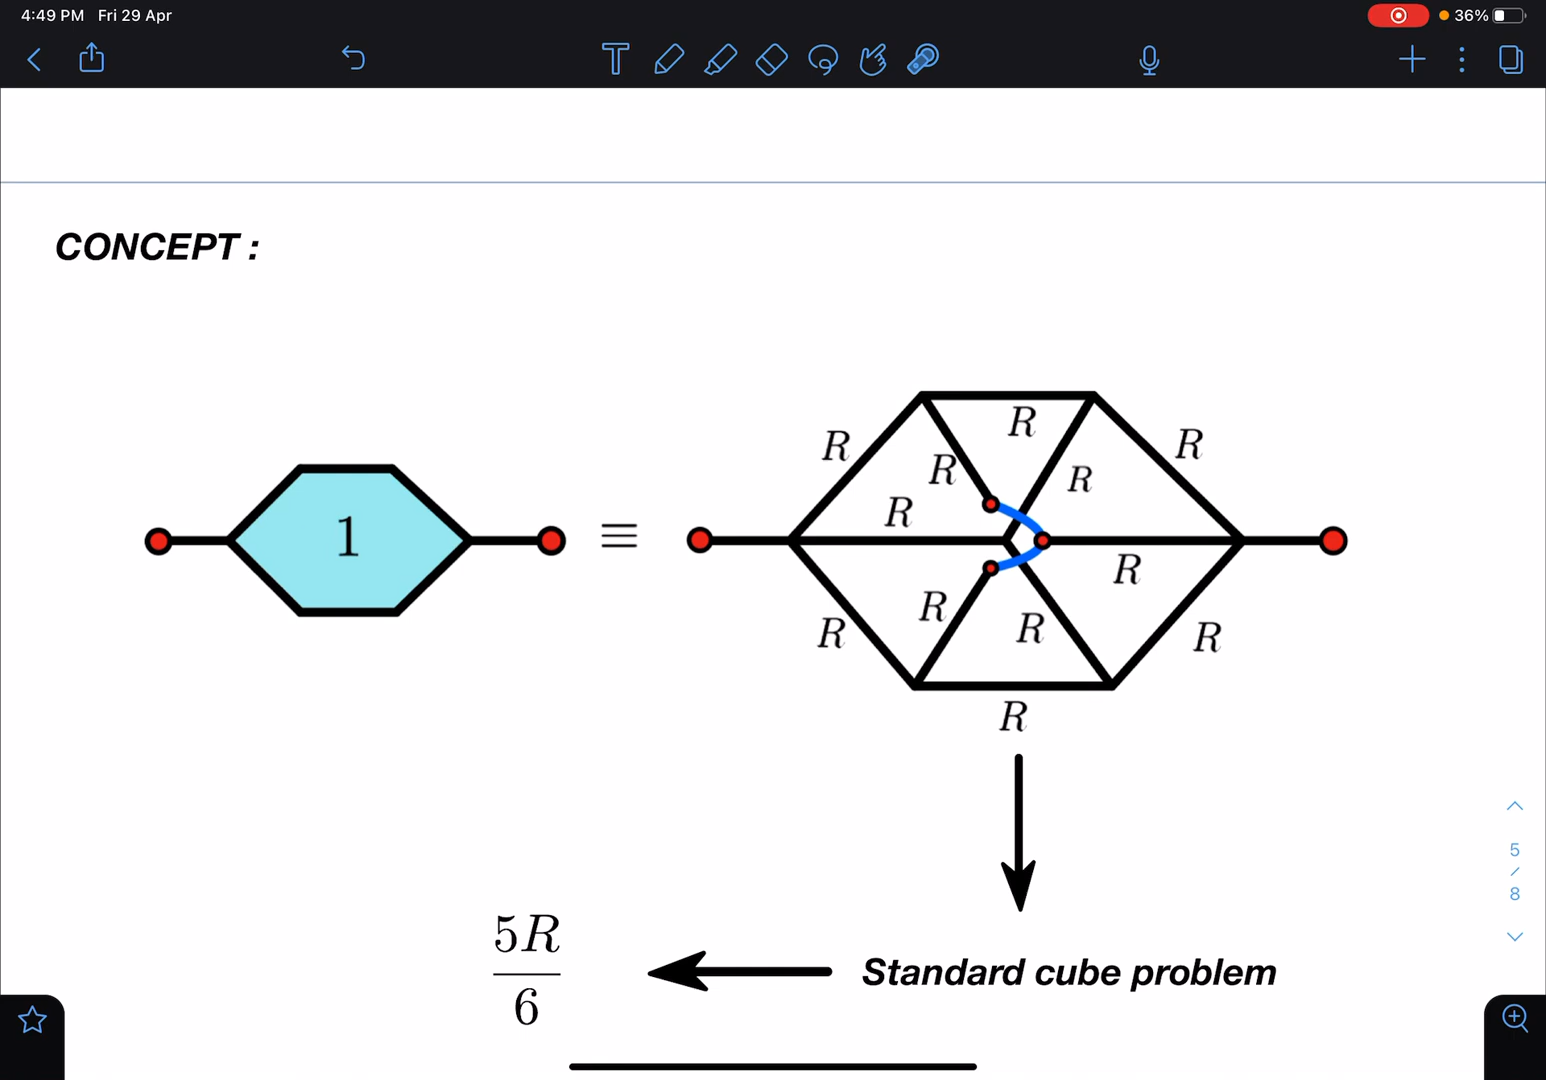 4:49 PM Fri 29 Apr
36%
CONCEPT :
1
≡
R
R
R
R
R
R
R
R
R
R
R
R
5
/
8
5R
6
Standard cube problem